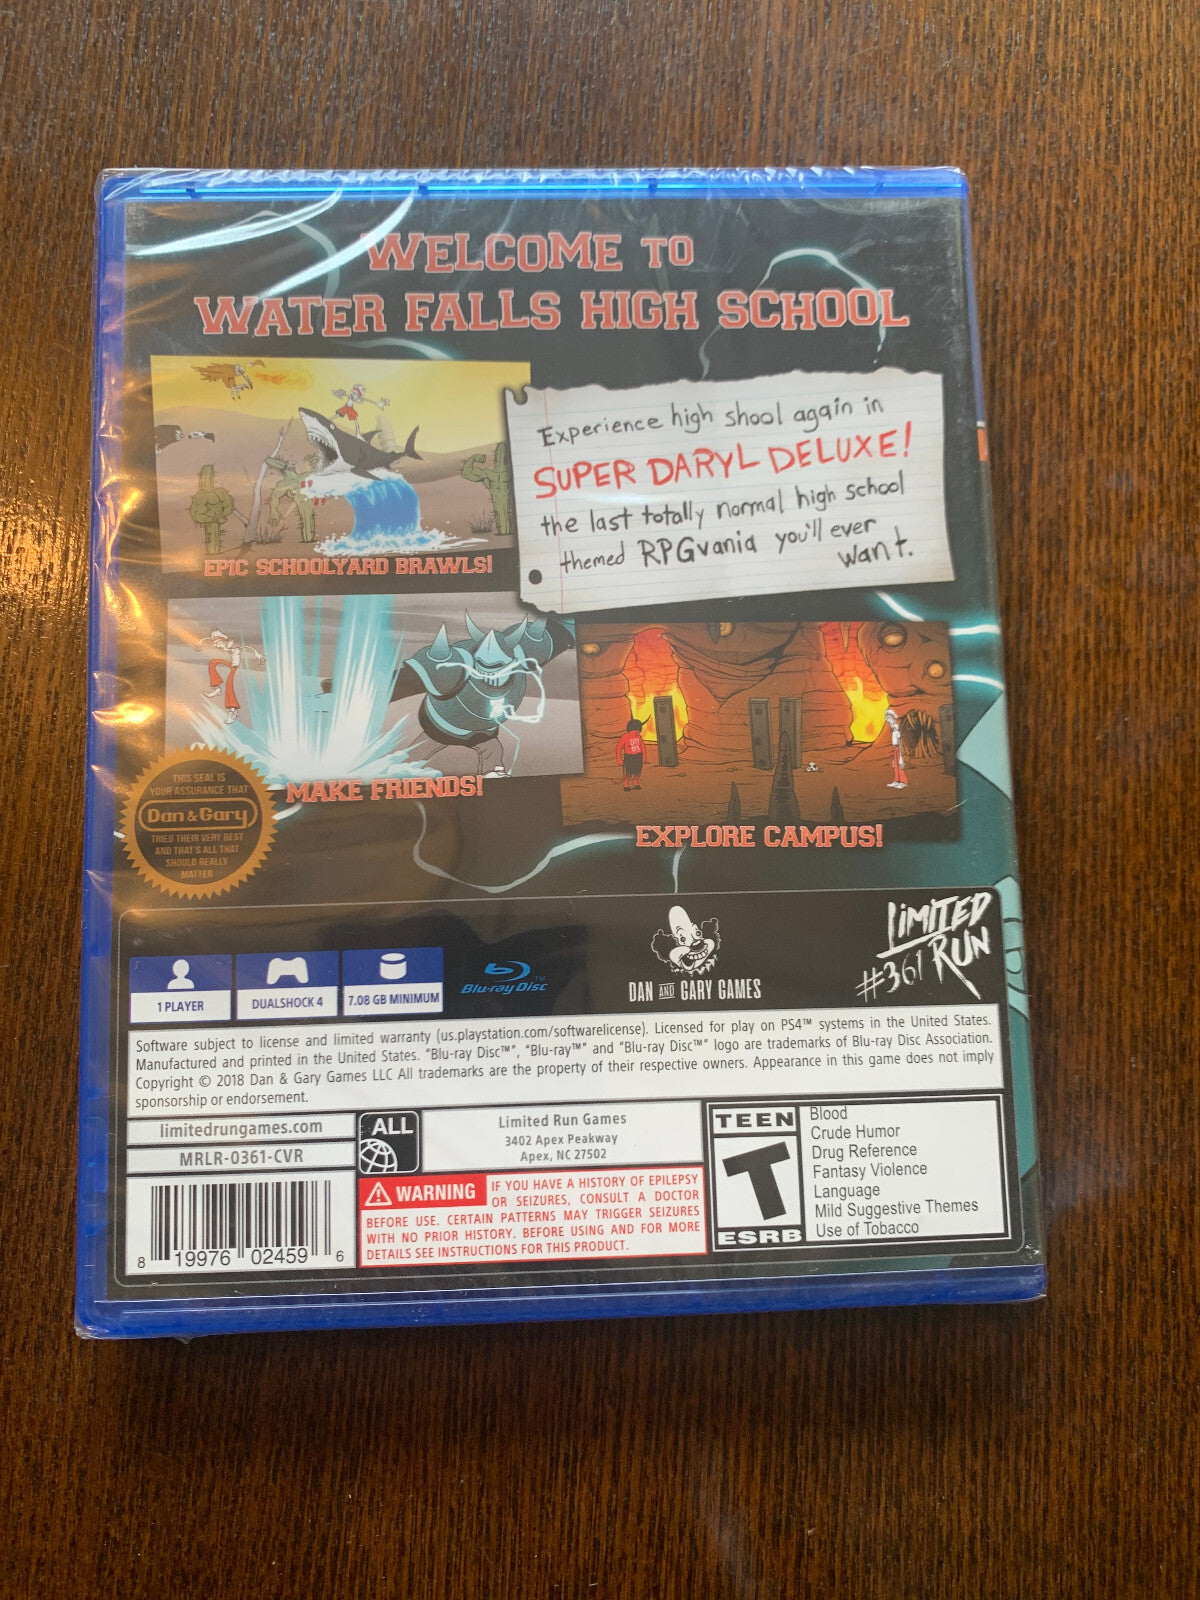 WELCOME TO
WATER FALLS HIGH SCHOOL
Experience high shool again in
SUPER DARYL DELUXE!
the last totally normal high school
themed RPGvania you'll ever
want.
EPIC SCHOOLYARD BRAWLS!
MAKE FRIENDS!
EXPLORE CAMPUS!
THIS SEAL IS
YOUR ASSURANCE THAT
Dan & Gary
TRIED THEIR VERY BEST
AND THAT'S ALL THAT
SHOULD REALLY
MATTER
1 PLAYER
DUALSHOCK 4
7.08 GB MINIMUM
Blu-ray Disc™
DAN AND GARY GAMES
LIMITED
RUN
#361
Software subject to license and limited warranty (us.playstation.com/softwarelicense). Licensed for play on PS4™ systems in the United States.
Manufactured and printed in the United States. "Blu-ray Disc™", "Blu-ray™" and "Blu-ray Disc™" logo are trademarks of Blu-ray Disc Association.
Copyright © 2018 Dan & Gary Games LLC All trademarks are the property of their respective owners. Appearance in this game does not imply
sponsorship or endorsement.
limitedrungames.com
MRLR-0361-CVR
8 19976 02459 6
ALL
Limited Run Games
3402 Apex Peakway
Apex, NC 27502
WARNING IF YOU HAVE A HISTORY OF EPILEPSY
OR SEIZURES, CONSULT A DOCTOR
BEFORE USE. CERTAIN PATTERNS MAY TRIGGER SEIZURES
WITH NO PRIOR HISTORY. BEFORE USING AND FOR MORE
DETAILS SEE INSTRUCTIONS FOR THIS PRODUCT.
TEEN
T
ESRB
Blood
Crude Humor
Drug Reference
Fantasy Violence
Language
Mild Suggestive Themes
Use of Tobacco